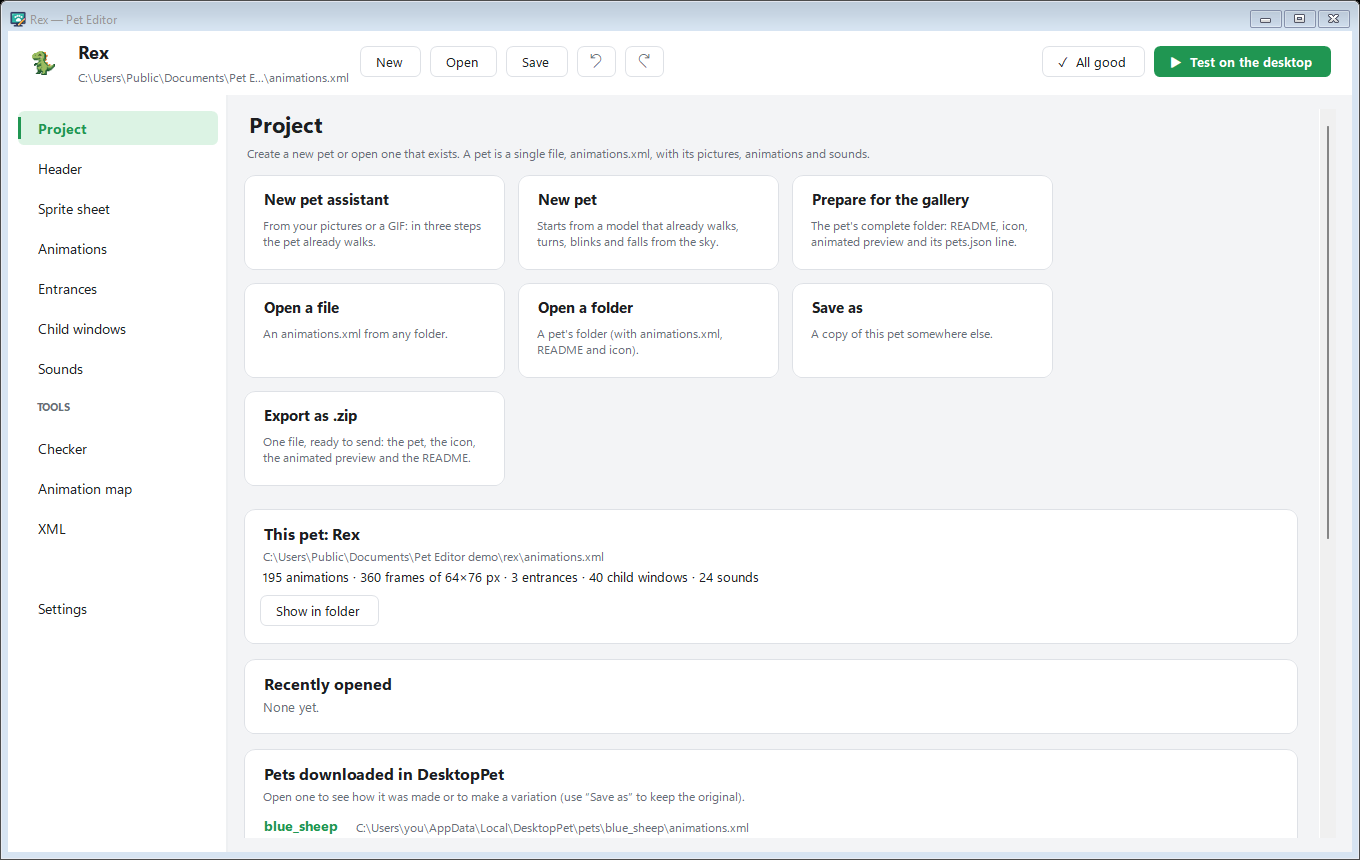 Rex — Pet Editor
Rex
C:\Users\Public\Documents\Pet E...\animations.xml
New
Open
Save
✓ All good
▶ Test on the desktop
Project
Header
Sprite sheet
Animations
Entrances
Child windows
Sounds
TOOLS
Checker
Animation map
XML
Settings
Project
Create a new pet or open one that exists. A pet is a single file, animations.xml, with its pictures, animations and sounds.
New pet assistant
From your pictures or a GIF: in three steps
the pet already walks.
New pet
Starts from a model that already walks,
turns, blinks and falls from the sky.
Prepare for the gallery
The pet's complete folder: README, icon,
animated preview and its pets.json line.
Open a file
An animations.xml from any folder.
Open a folder
A pet's folder (with animations.xml,
README and icon).
Save as
A copy of this pet somewhere else.
Export as .zip
One file, ready to send: the pet, the icon,
the animated preview and the README.
This pet: Rex
C:\Users\Public\Documents\Pet Editor demo\rex\animations.xml
195 animations · 360 frames of 64×76 px · 3 entrances · 40 child windows · 24 sounds
Show in folder
Recently opened
None yet.
Pets downloaded in DesktopPet
Open one to see how it was made or to make a variation (use “Save as” to keep the original).
blue_sheep C:\Users\you\AppData\Local\DesktopPet\pets\blue_sheep\animations.xml